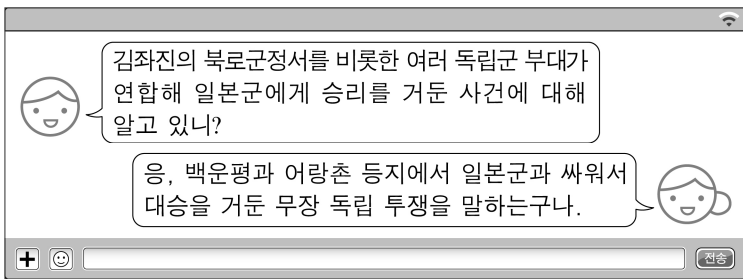 김좌진의 북로군정서를 비롯한 여러 독립군 부대가
연합해 일본군에게 승리를 거둔 사건에 대해
알고 있니?
응, 백운평과 어랑촌 등지에서 일본군과 싸워서
대승을 거둔 무장 독립 투쟁을 말하는구나.
전송